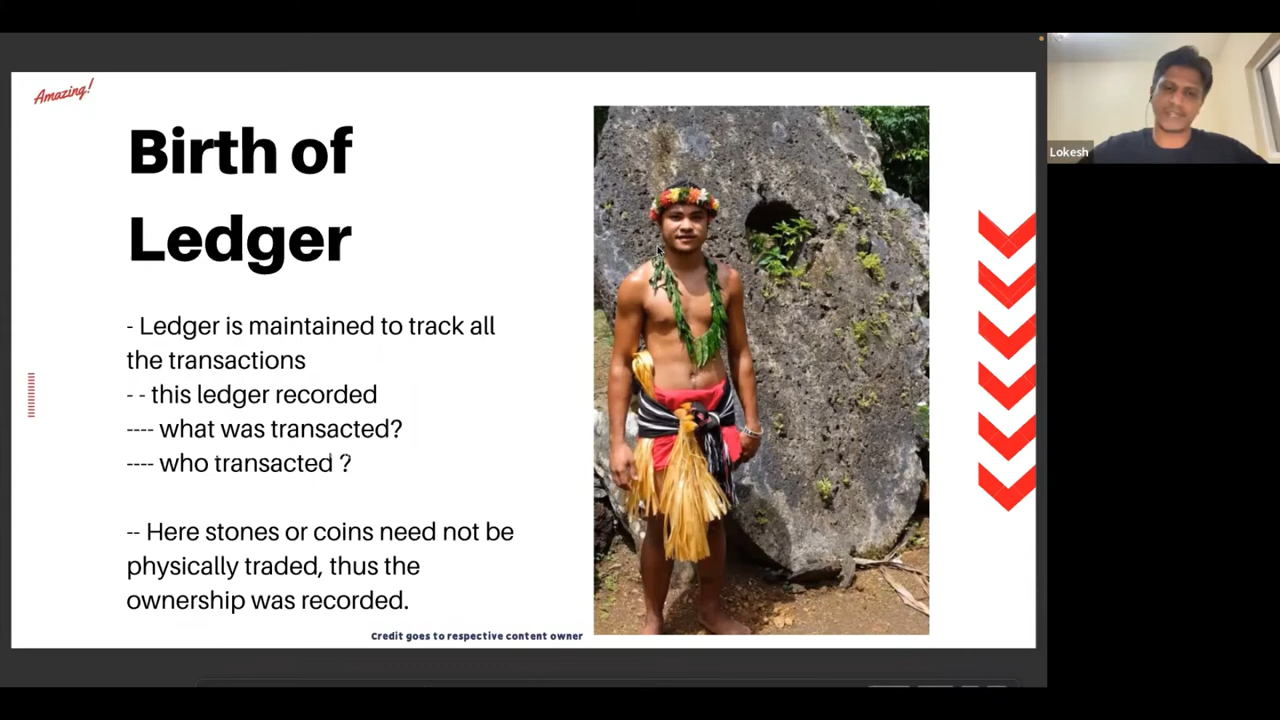 Amazing!
Birth of
Ledger
- Ledger is maintained to track all
the transactions
- - this ledger recorded
---- what was transacted?
---- who transacted ?
-- Here stones or coins need not be
physically traded, thus the
ownership was recorded.
Credit goes to respective content owner
Lokesh